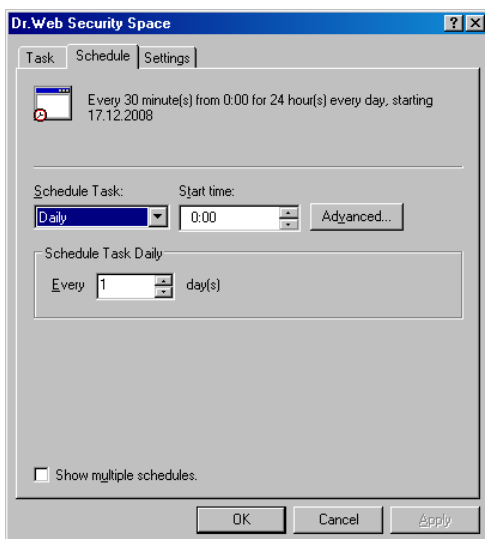 Dr.Web Security Space
Task Schedule Settings
Every 30 minute(s) from 0:00 for 24 hour(s) every day, starting
17.12.2008
Schedule Task: Start time:
Daily 0:00 Advanced...
Schedule Task Daily
Every 1 day(s)
Show multiple schedules.
OK Cancel Apply